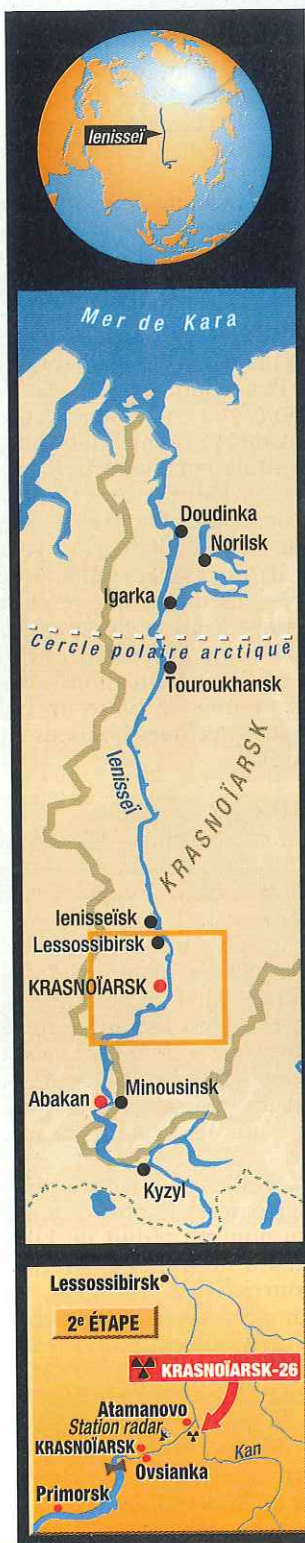 Ienisseï
Mer de Kara
Doudinka
Norilsk
Igarka
Cercle polaire arctique
Touroukhansk
Ienisseï
KRASNOÏARSK
Ienisseïsk
Lessossibirsk
KRASNOÏARSK
Abakan
Minousinsk
Kyzyl
Lessossibirsk
2e ÉTAPE
KRASNOÏARSK-26
Atamanovo
Station radar
KRASNOÏARSK
Kan
Ovsianka
Primorsk